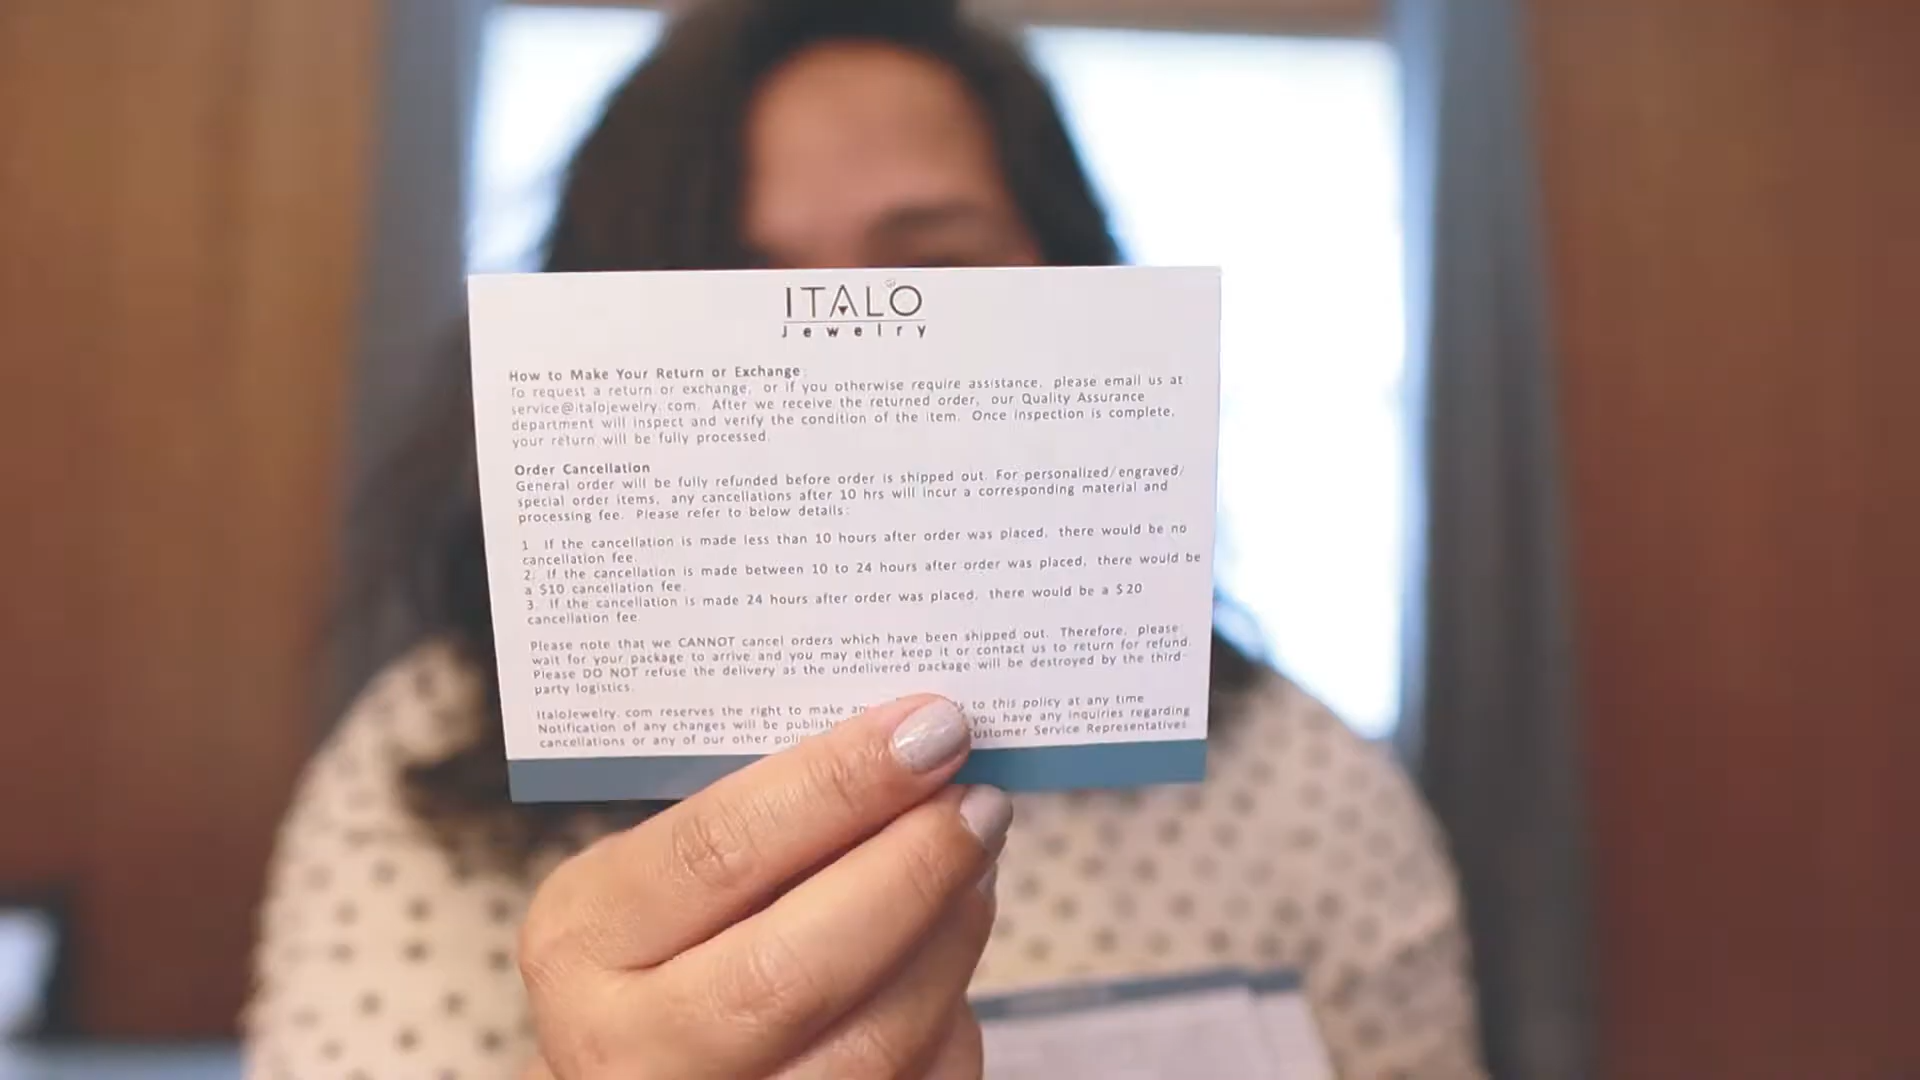 ITALO
Jewelry
How to Make Your Return or Exchange:
To request a return or exchange, or if you otherwise require assistance, please email us at
service@italojewelry.com. After we receive the returned order, our Quality Assurance
department will inspect and verify the condition of the item. Once inspection is complete,
your return will be fully processed.
Order Cancellation
General order will be fully refunded before order is shipped out. For personalized/engraved/
special order items, any cancellations after 10 hrs will incur a corresponding material and
processing fee. Please refer to below details:
1 If the cancellation is made less than 10 hours after order was placed, there would be no
cancellation fee.
2. If the cancellation is made between 10 to 24 hours after order was placed, there would be
a $10 cancellation fee.
3. If the cancellation is made 24 hours after order was placed, there would be a $20
cancellation fee.
Please note that we CANNOT cancel orders which have been shipped out. Therefore, please
wait for your package to arrive and you may either keep it or contact us to return for refund.
Please DO NOT refuse the delivery as the undelivered package will be destroyed by the third-
party logistics.
ItaloJewelry.com reserves the right to make to this policy at any time
Notification of any changes will be you have any inquiries regarding
cancellations or any of our other Customer Service Representatives.